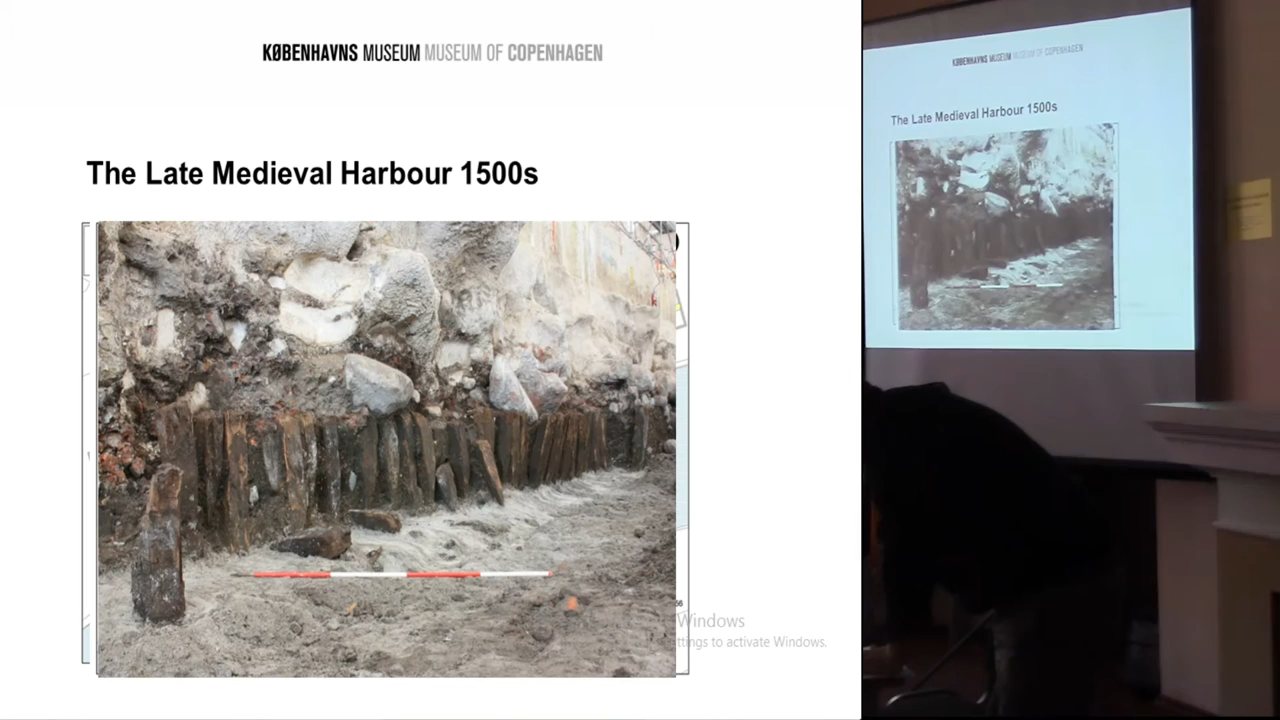 KØBENHAVNS MUSEUM MUSEUM OF COPENHAGEN
The Late Medieval Harbour 1500s
Windows
ttings to activate Windows.
KØBENHAVNS MUSEUM MUSEUM OF COPENHAGEN
The Late Medieval Harbour 1500s